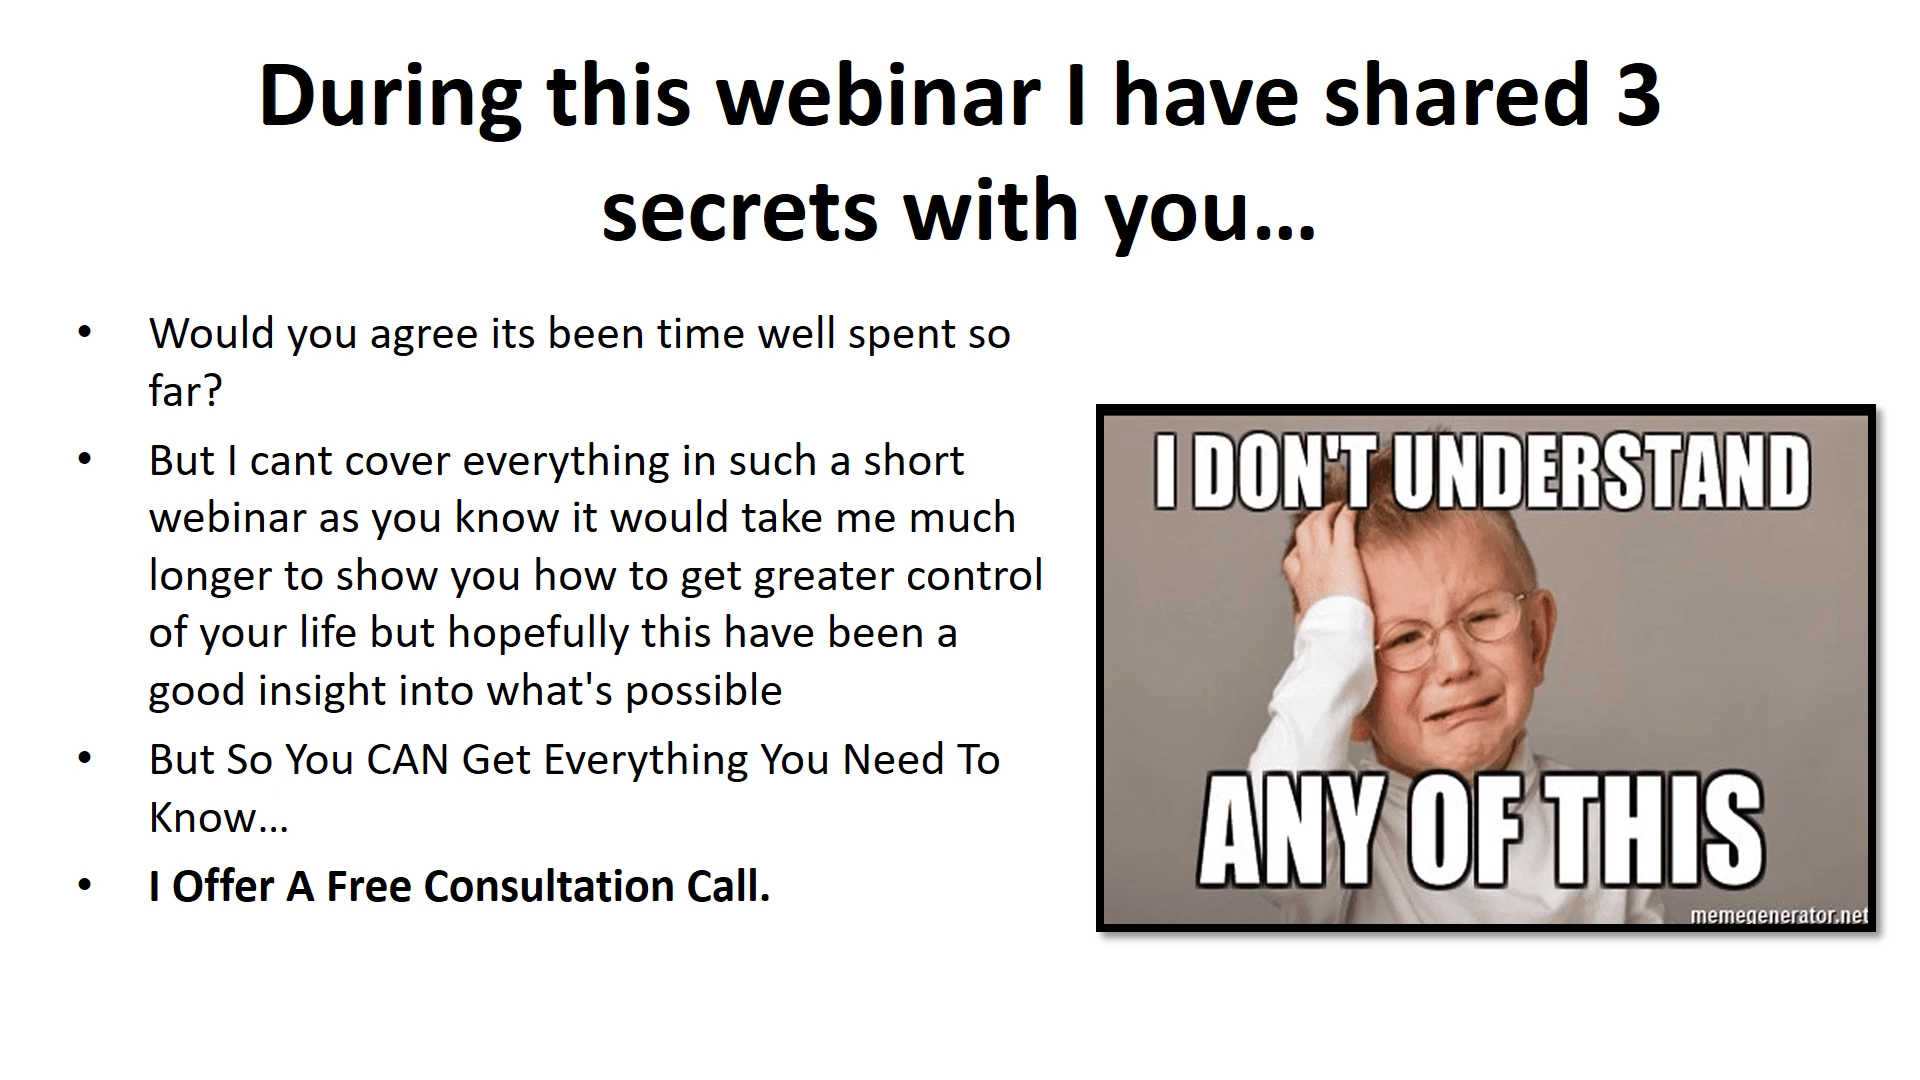 During this webinar I have shared 3
secrets with you…
• Would you agree its been time well spent so
far?
• But I cant cover everything in such a short
webinar as you know it would take me much
longer to show you how to get greater control
of your life but hopefully this have been a
good insight into what's possible
• But So You CAN Get Everything You Need To
Know…
• I Offer A Free Consultation Call.
I DON'T UNDERSTAND
ANY OF THIS
memegenerator.net